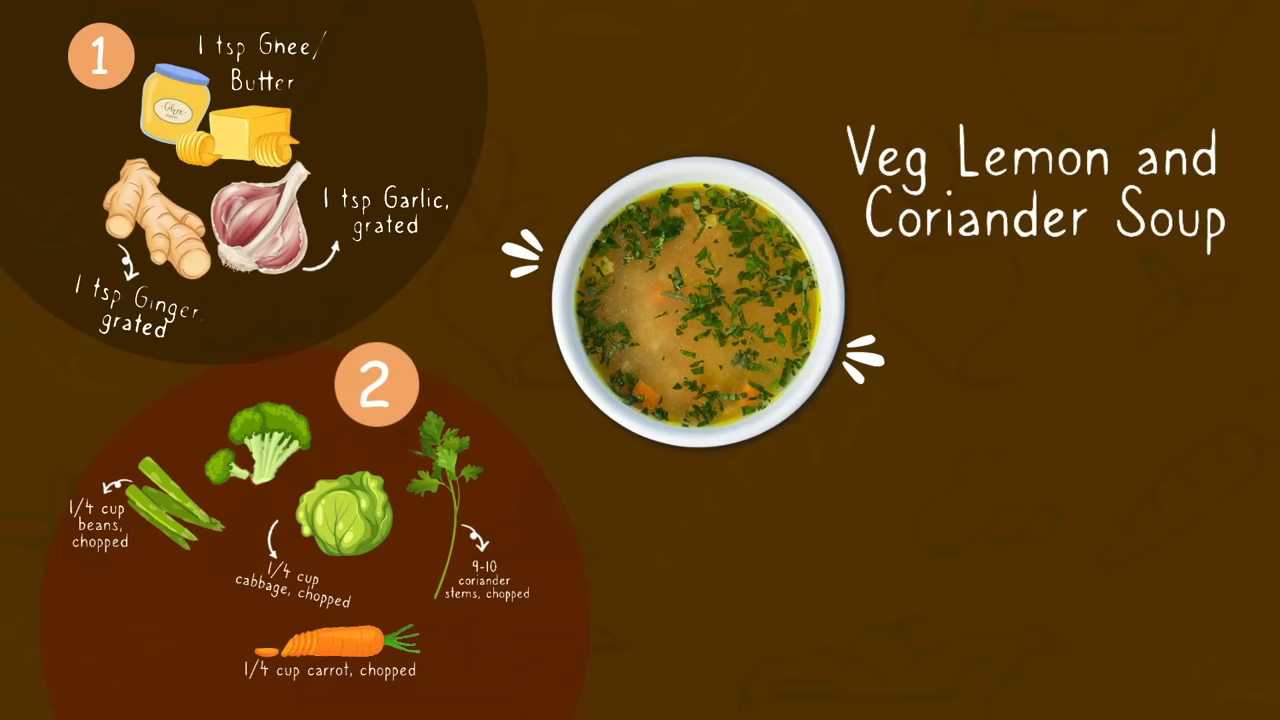 1
1 tsp Ghee/
Butter
Ghee
1 tsp Garlic,
grated
1 tsp Ginger,
grated
Veg Lemon and
Coriander Soup
2
1/4 cup
beans,
chopped
1/4 cup
cabbage, chopped
9-10
coriander
stems, chopped
1/4 cup carrot, chopped